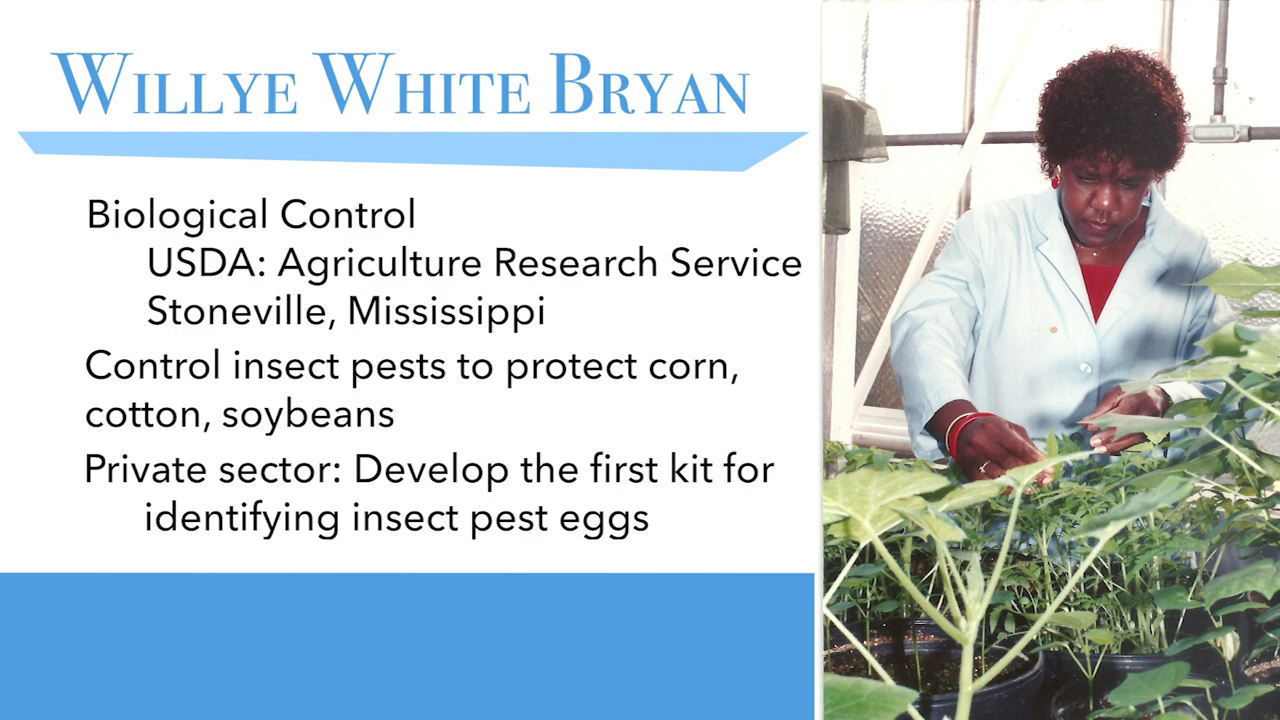 Willye White Bryan
Biological Control
USDA: Agriculture Research Service
Stoneville, Mississippi
Control insect pests to protect corn,
cotton, soybeans
Private sector: Develop the first kit for
identifying insect pest eggs